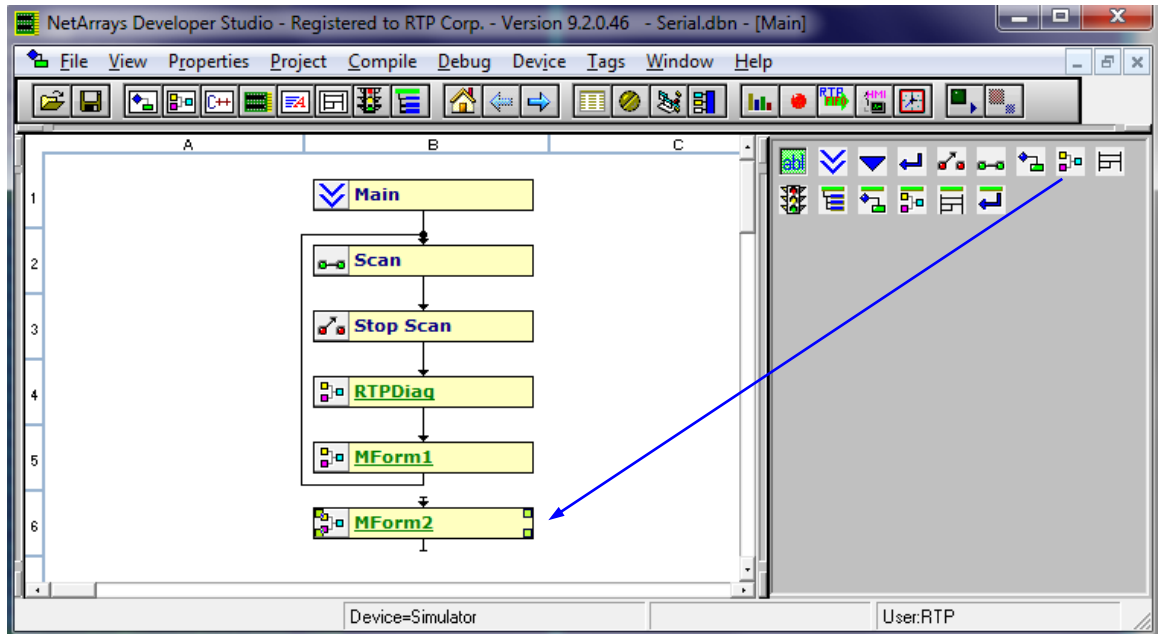 NetArrays Developer Studio - Registered to RTP Corp. - Version 9.2.0.46 - Serial.dbn - [Main]
File View Properties Project Compile Debug Device Tags Window Help
C++ RTP HMI
A B C
abl
1 Main
2 Scan
3 Stop Scan
4 RTPDiag
5 MForm1
6 MForm2
Device=Simulator User:RTP